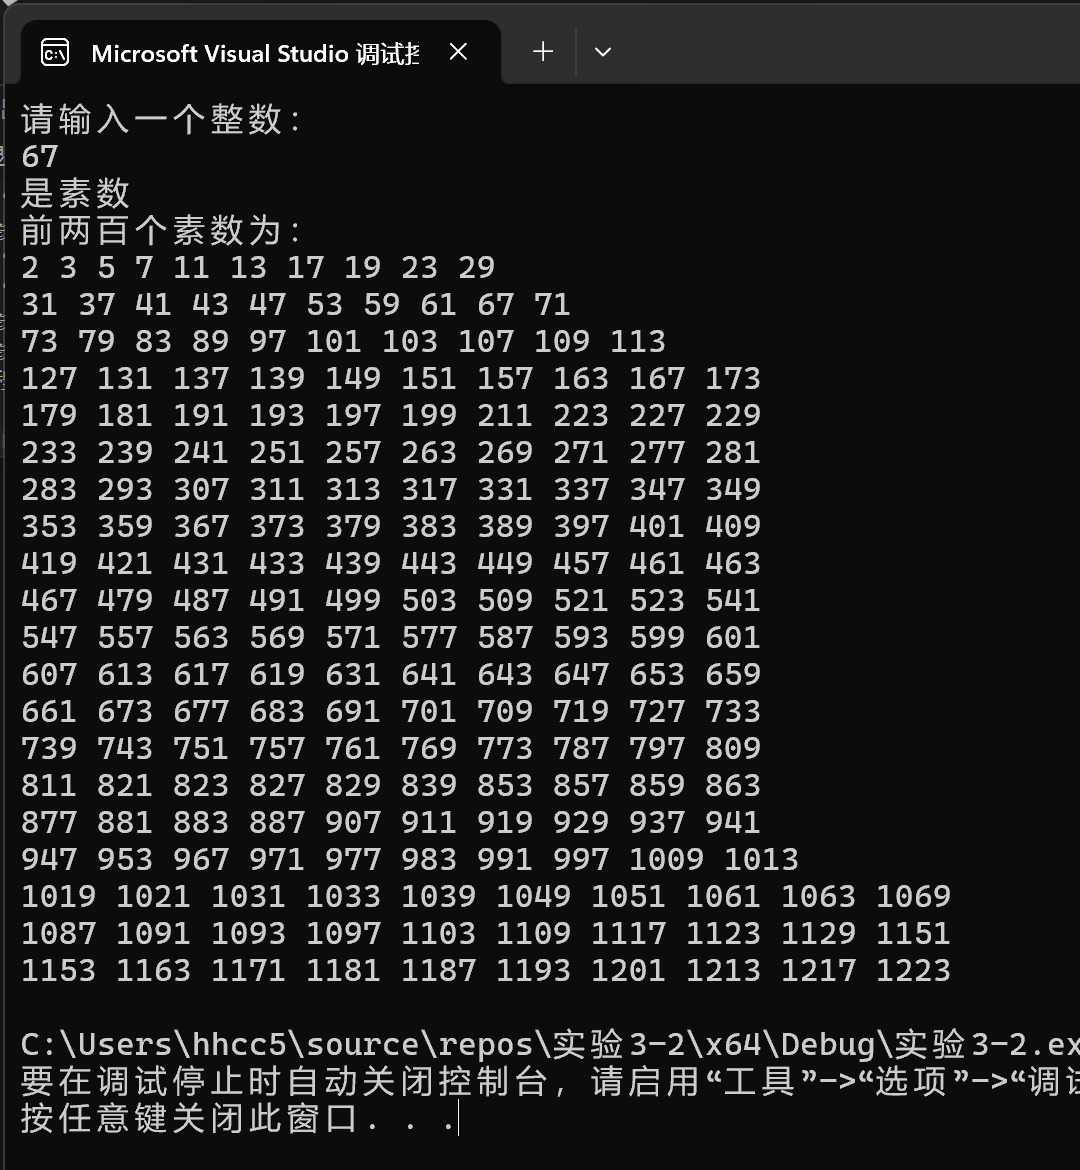 Microsoft Visual Studio 调试控
请输入一个整数：
67
是素数
前两百个素数为：
2 3 5 7 11 13 17 19 23 29
31 37 41 43 47 53 59 61 67 71
73 79 83 89 97 101 103 107 109 113
127 131 137 139 149 151 157 163 167 173
179 181 191 193 197 199 211 223 227 229
233 239 241 251 257 263 269 271 277 281
283 293 307 311 313 317 331 337 347 349
353 359 367 373 379 383 389 397 401 409
419 421 431 433 439 443 449 457 461 463
467 479 487 491 499 503 509 521 523 541
547 557 563 569 571 577 587 593 599 601
607 613 617 619 631 641 643 647 653 659
661 673 677 683 691 701 709 719 727 733
739 743 751 757 761 769 773 787 797 809
811 821 823 827 829 839 853 857 859 863
877 881 883 887 907 911 919 929 937 941
947 953 967 971 977 983 991 997 1009 1013
1019 1021 1031 1033 1039 1049 1051 1061 1063 1069
1087 1091 1093 1097 1103 1109 1117 1123 1129 1151
1153 1163 1171 1181 1187 1193 1201 1213 1217 1223
C:\Users\hhcc5\source\repos\实验3-2\x64\Debug\实验3-2.ex
要在调试停止时自动关闭控制台，请启用“工具”->“选项”->“调试
按任意键关闭此窗口. . .